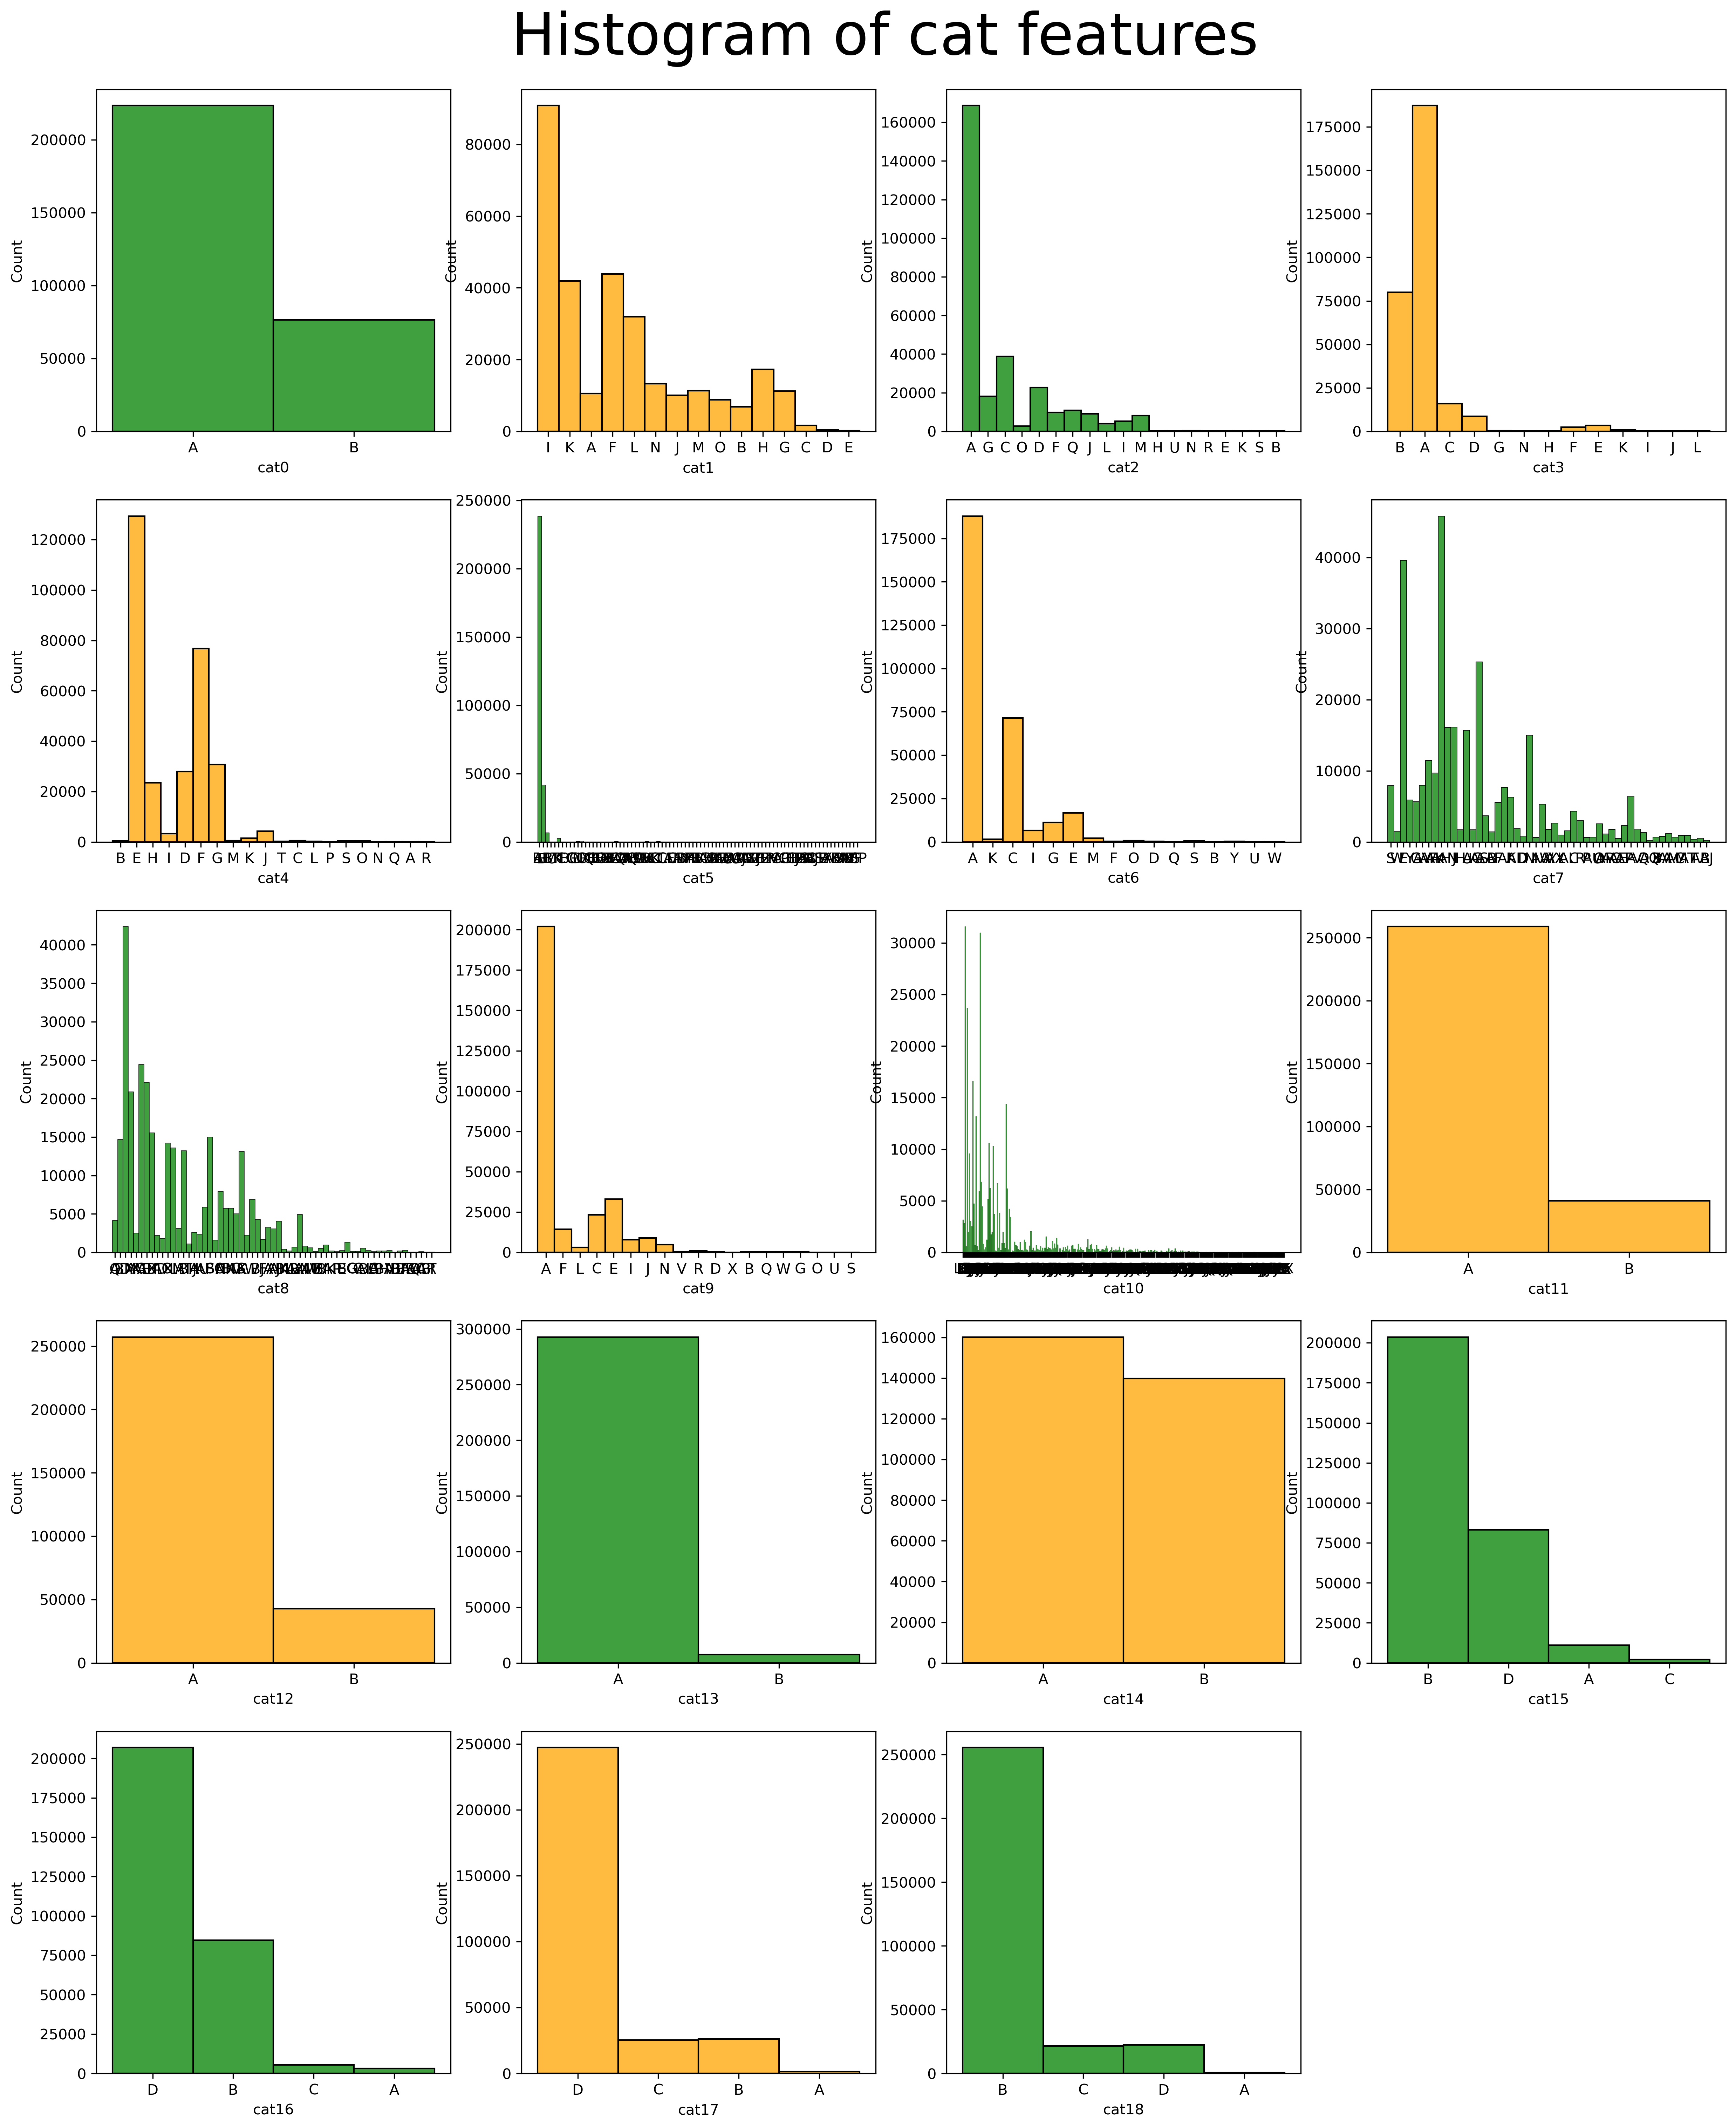 Histogram of cat features
200000
150000
100000
50000
0
Count
A B
cat0
80000
60000
40000
20000
0
Count
I K A F L N J M O B H G C D E
cat1
160000
140000
120000
100000
80000
60000
40000
20000
0
Count
A G C O D F Q J L I M H U N R E K S B
cat2
175000
150000
125000
100000
75000
50000
25000
0
Count
B A C D G N H F E K I J L
cat3
120000
100000
80000
60000
40000
20000
0
Count
B E H I D F G M K J T C L P S O N Q A R
cat4
250000
200000
150000
100000
50000
0
Count
cat5
175000
150000
125000
100000
75000
50000
25000
0
Count
A K C I G E M F O D Q S B Y U W
cat6
40000
30000
20000
10000
0
Count
cat7
40000
35000
30000
25000
20000
15000
10000
5000
0
Count
cat8
200000
175000
150000
125000
100000
75000
50000
25000
0
Count
A F L C E I J N V R D X B Q W G O U S
cat9
30000
25000
20000
15000
10000
5000
0
Count
cat10
250000
200000
150000
100000
50000
0
Count
A B
cat11
250000
200000
150000
100000
50000
0
Count
A B
cat12
300000
250000
200000
150000
100000
50000
0
Count
A B
cat13
160000
140000
120000
100000
80000
60000
40000
20000
0
Count
A B
cat14
200000
175000
150000
125000
100000
75000
50000
25000
0
Count
B D A C
cat15
200000
175000
150000
125000
100000
75000
50000
25000
0
Count
D B C A
cat16
250000
200000
150000
100000
50000
0
Count
D C B A
cat17
250000
200000
150000
100000
50000
0
Count
B C D A
cat18